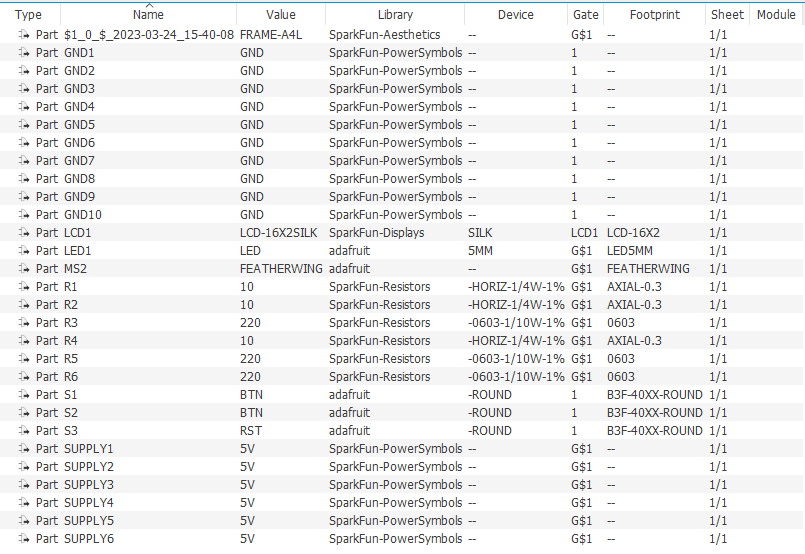 Type Name Value Library Device Gate Footprint Sheet Module
Part $1_0_$_2023-03-24_15-40-08 FRAME-A4L SparkFun-Aesthetics -- G$1 -- 1/1
Part GND1 GND SparkFun-PowerSymbols -- 1 -- 1/1
Part GND2 GND SparkFun-PowerSymbols -- 1 -- 1/1
Part GND3 GND SparkFun-PowerSymbols -- 1 -- 1/1
Part GND4 GND SparkFun-PowerSymbols -- 1 -- 1/1
Part GND5 GND SparkFun-PowerSymbols -- 1 -- 1/1
Part GND6 GND SparkFun-PowerSymbols -- 1 -- 1/1
Part GND7 GND SparkFun-PowerSymbols -- 1 -- 1/1
Part GND8 GND SparkFun-PowerSymbols -- 1 -- 1/1
Part GND9 GND SparkFun-PowerSymbols -- 1 -- 1/1
Part GND10 GND SparkFun-PowerSymbols -- 1 -- 1/1
Part LCD1 LCD-16X2SILK SparkFun-Displays SILK LCD1 LCD-16X2 1/1
Part LED1 LED adafruit 5MM G$1 LED5MM 1/1
Part MS2 FEATHERWING adafruit -- G$1 FEATHERWING 1/1
Part R1 10 SparkFun-Resistors -HORIZ-1/4W-1% G$1 AXIAL-0.3 1/1
Part R2 10 SparkFun-Resistors -HORIZ-1/4W-1% G$1 AXIAL-0.3 1/1
Part R3 220 SparkFun-Resistors -0603-1/10W-1% G$1 0603 1/1
Part R4 10 SparkFun-Resistors -HORIZ-1/4W-1% G$1 AXIAL-0.3 1/1
Part R5 220 SparkFun-Resistors -0603-1/10W-1% G$1 0603 1/1
Part R6 220 SparkFun-Resistors -0603-1/10W-1% G$1 0603 1/1
Part S1 BTN adafruit -ROUND 1 B3F-40XX-ROUND 1/1
Part S2 BTN adafruit -ROUND 1 B3F-40XX-ROUND 1/1
Part S3 RST adafruit -ROUND 1 B3F-40XX-ROUND 1/1
Part SUPPLY1 5V SparkFun-PowerSymbols -- G$1 -- 1/1
Part SUPPLY2 5V SparkFun-PowerSymbols -- G$1 -- 1/1
Part SUPPLY3 5V SparkFun-PowerSymbols -- G$1 -- 1/1
Part SUPPLY4 5V SparkFun-PowerSymbols -- G$1 -- 1/1
Part SUPPLY5 5V SparkFun-PowerSymbols -- G$1 -- 1/1
Part SUPPLY6 5V SparkFun-PowerSymbols -- G$1 -- 1/1